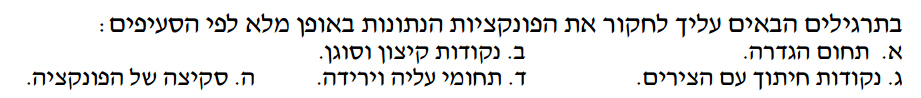 בתרגילים הבאים עליך לחקור את הפונקציות הנתונות באופן מלא לפי הסעיפים:
א. תחום הגדרה. ב. נקודות קיצון וסוגן.
ג. נקודות חיתוך עם הצירים. ד. תחומי עליה וירידה. ה. סקיצה של הפונקציה.